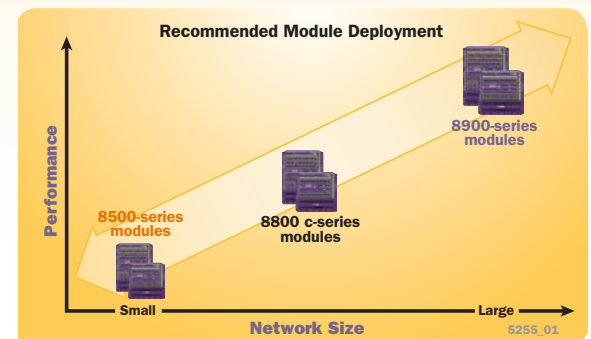 Recommended Module Deployment
Performance
8900-series
modules
8800 c-series
modules
8500-series
modules
Small
Large
Network Size
5255_01